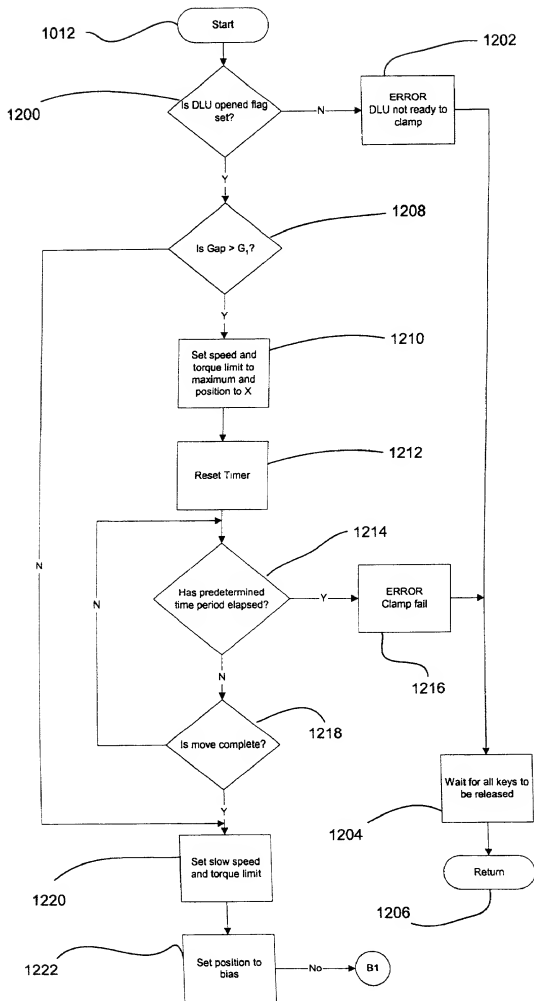 1012
Start
1202
1200
Is DLU opened flag
set?
N
ERROR
DLU not ready to
clamp
Y
1208
Is Gap > G₁?
Y
1210
Set speed and
torque limit to
maximum and
position to X
1212
Reset Timer
1214
N
N
Has predetermined
time period elapsed?
Y
ERROR
Clamp fail
1216
N
1218
Is move complete?
Y
Wait for all keys to
be released
1204
Set slow speed
and torque limit
1220
Return
1206
Set position to
bias
1222
No
B1